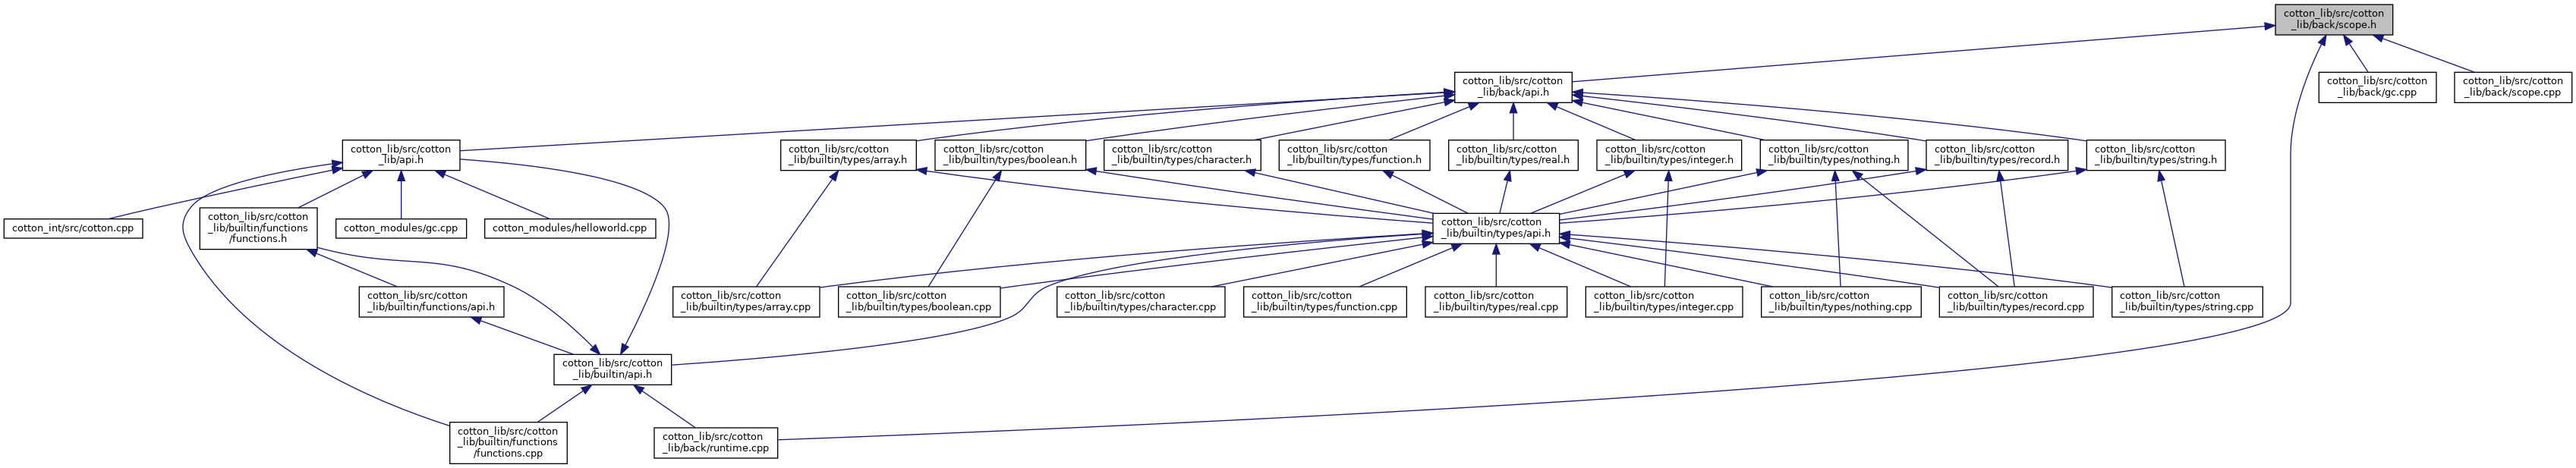 cotton_lib/src/cotton
_lib/back/scope.h
cotton_lib/src/cotton
_lib/back/api.h
cotton_lib/src/cotton
_lib/back/gc.cpp
cotton_lib/src/cotton
_lib/back/scope.cpp
cotton_lib/src/cotton
_lib/api.h
cotton_lib/src/cotton
_lib/builtin/types/array.h
cotton_lib/src/cotton
_lib/builtin/types/boolean.h
cotton_lib/src/cotton
_lib/builtin/types/character.h
cotton_lib/src/cotton
_lib/builtin/types/function.h
cotton_lib/src/cotton
_lib/builtin/types/real.h
cotton_lib/src/cotton
_lib/builtin/types/integer.h
cotton_lib/src/cotton
_lib/builtin/types/nothing.h
cotton_lib/src/cotton
_lib/builtin/types/record.h
cotton_lib/src/cotton
_lib/builtin/types/string.h
cotton_int/src/cotton.cpp
cotton_lib/src/cotton
_lib/builtin/functions
/functions.h
cotton_modules/gc.cpp
cotton_modules/helloworld.cpp
cotton_lib/src/cotton
_lib/builtin/types/api.h
cotton_lib/src/cotton
_lib/builtin/functions/api.h
cotton_lib/src/cotton
_lib/builtin/types/array.cpp
cotton_lib/src/cotton
_lib/builtin/types/boolean.cpp
cotton_lib/src/cotton
_lib/builtin/types/character.cpp
cotton_lib/src/cotton
_lib/builtin/types/function.cpp
cotton_lib/src/cotton
_lib/builtin/types/real.cpp
cotton_lib/src/cotton
_lib/builtin/types/integer.cpp
cotton_lib/src/cotton
_lib/builtin/types/nothing.cpp
cotton_lib/src/cotton
_lib/builtin/types/record.cpp
cotton_lib/src/cotton
_lib/builtin/types/string.cpp
cotton_lib/src/cotton
_lib/builtin/api.h
cotton_lib/src/cotton
_lib/builtin/functions
/functions.cpp
cotton_lib/src/cotton
_lib/back/runtime.cpp